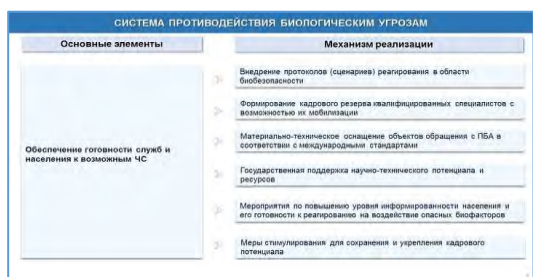 СИСТЕМА ПРОТИВОДЕЙСТВИЯ БИОЛОГИЧЕСКИМ УГРОЗАМ
Основные элементы
Механизм реализации
Обеспечение готовности служб и
населения к возможным ЧС
Внедрение протоколов (сценариев) реагирования в области
биобезопасности
Формирование кадрового резерва квалифицированных специалистов с
возможностью их мобилизации
Материально-техническое оснащение объектов обращения с ПБА в
соответствии с международными стандартами
Государственная поддержка научно-технического потенциала и
ресурсов
Мероприятия по повышению уровня информированности населения и
его готовности к реагированию на воздействие опасных биофакторов
Меры стимулирования для сохранения и укрепления кадрового
потенциала